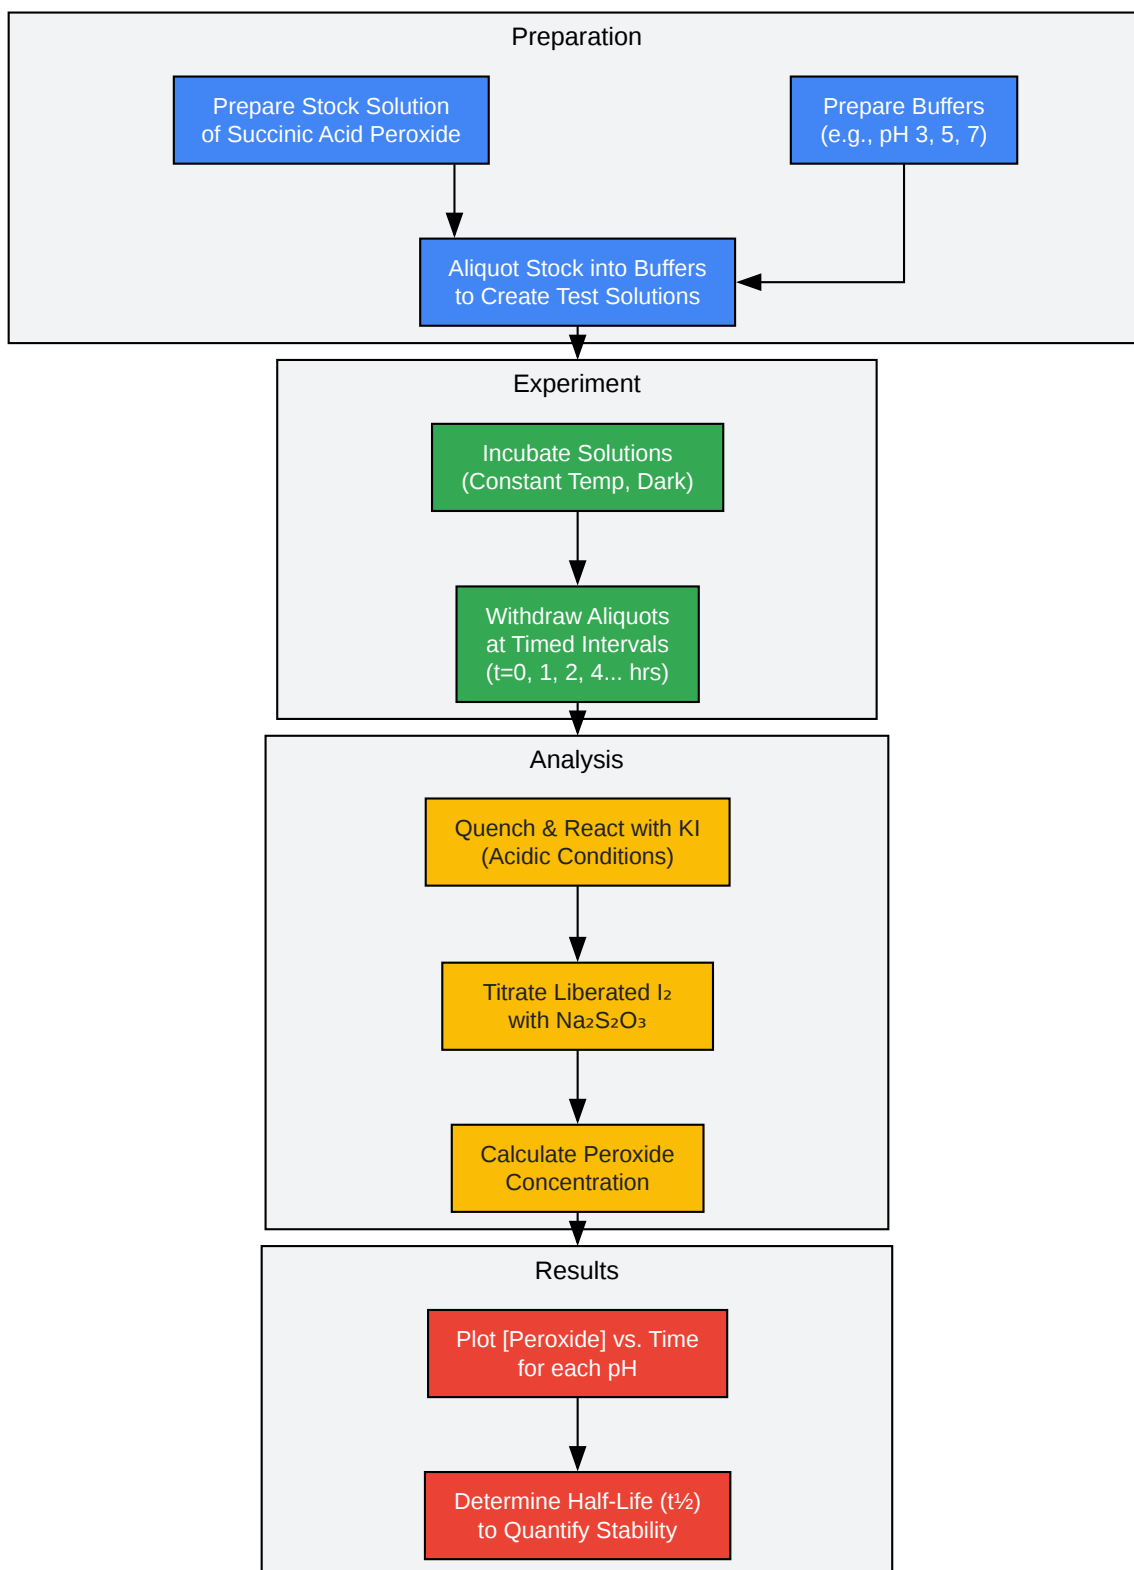 Preparation
Prepare Stock Solution
of Succinic Acid Peroxide
Prepare Buffers
(e.g., pH 3, 5, 7)
Aliquot Stock into Buffers
to Create Test Solutions
Experiment
Incubate Solutions
(Constant Temp, Dark)
Withdraw Aliquots
at Timed Intervals
(t=0, 1, 2, 4... hrs)
Analysis
Quench & React with KI
(Acidic Conditions)
Titrate Liberated I₂
with Na₂S₂O₃
Calculate Peroxide
Concentration
Results
Plot [Peroxide] vs. Time
for each pH
Determine Half-Life (t½)
to Quantify Stability